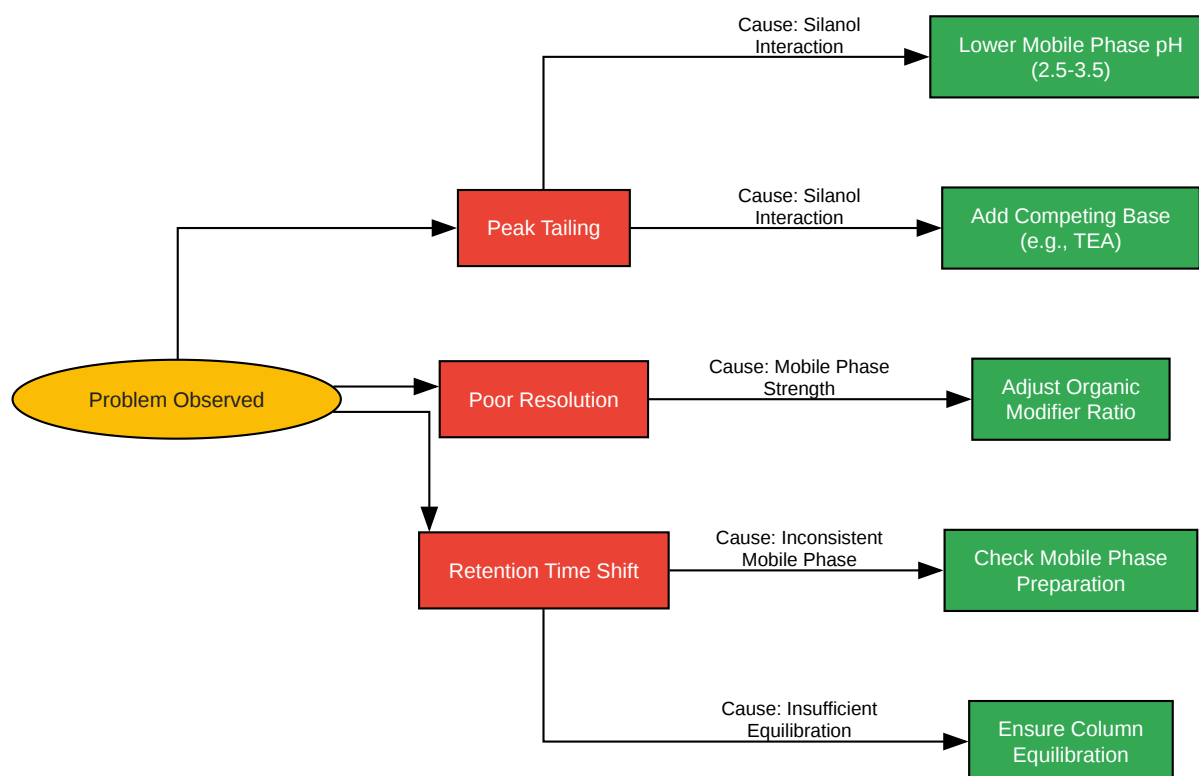 Cause: Silanol
Interaction
Lower Mobile Phase pH
(2.5-3.5)
Peak Tailing
Cause: Silanol
Interaction
Add Competing Base
(e.g., TEA)
Problem Observed
Poor Resolution
Cause: Mobile Phase
Strength
Adjust Organic
Modifier Ratio
Retention Time Shift
Cause: Inconsistent
Mobile Phase
Check Mobile Phase
Preparation
Cause: Insufficient
Equilibration
Ensure Column
Equilibration